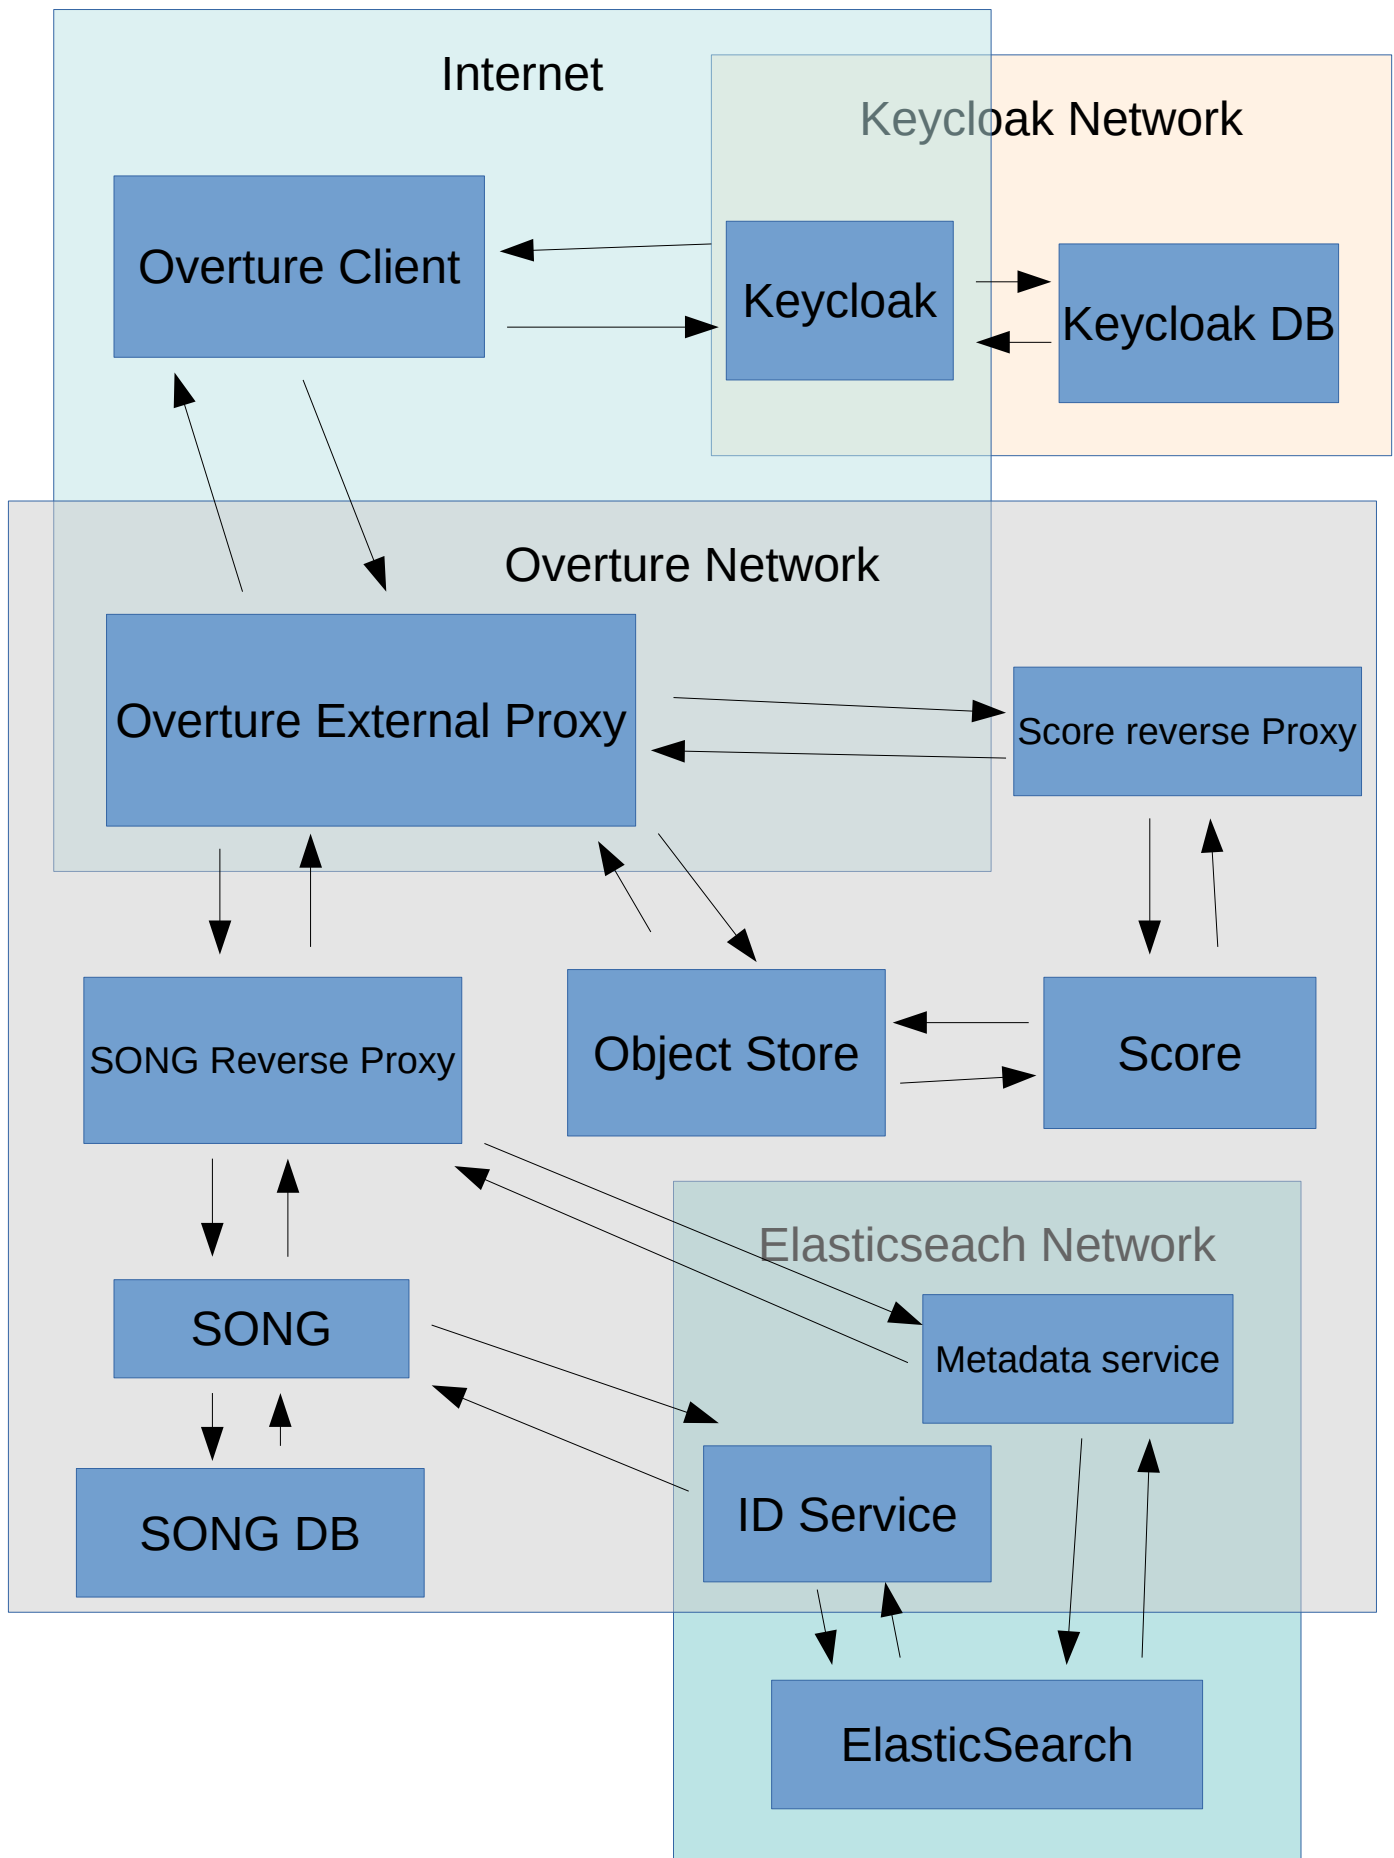 Internet
Keycloak Network
Overture Client
Keycloak
Keycloak DB
Overture Network
Overture External Proxy
Score reverse Proxy
SONG Reverse Proxy
Object Store
Score
Elasticseach Network
SONG
Metadata service
ID Service
SONG DB
ElasticSearch